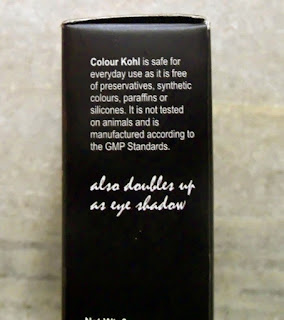 Colour Kohl is safe for
everyday use as it is free
of preservatives, synthetic
colours, paraffins or
silicones. It is not tested
on animals and is
manufactured according to
the GMP Standards.
also doubles up
as eye shadow